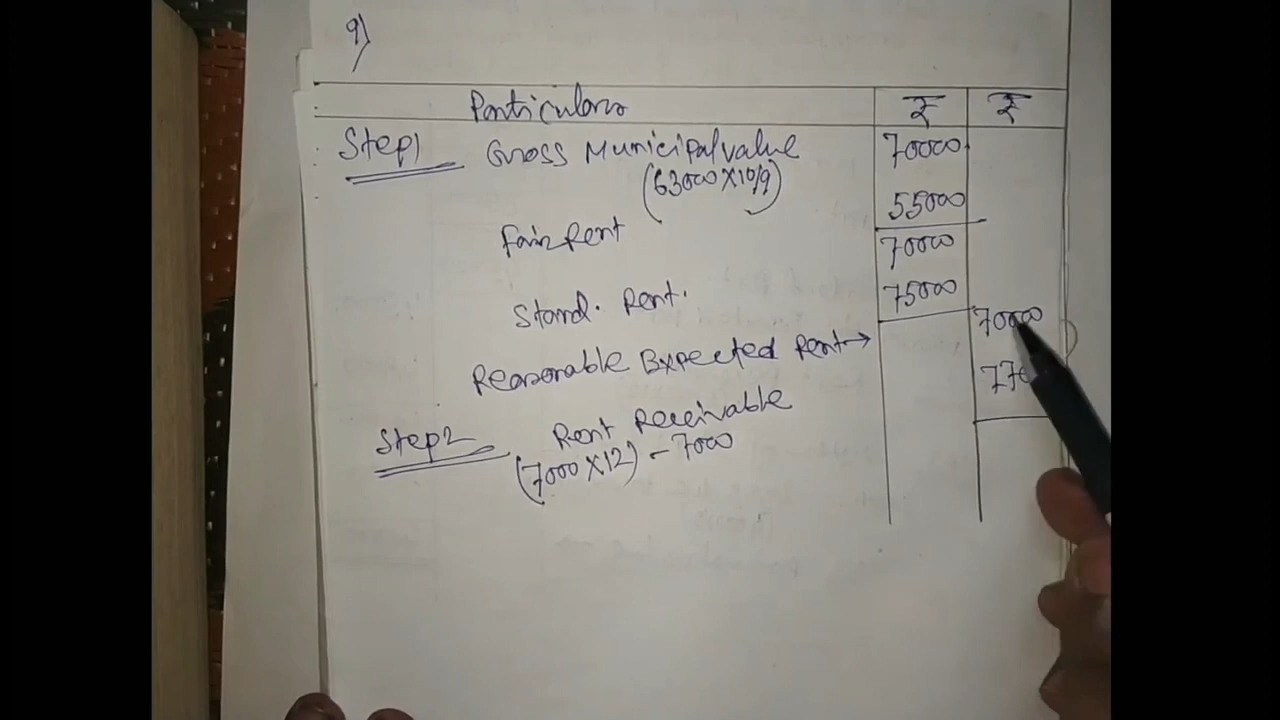 9)
Particulars ₹ ₹
Step1 Gross Municipal value 70000
(63000×10/9)
55000
Fair Rent
70000
Stand. Rent. 75000
70000
Reasonable Expected Rent→
Step2 Rent Receivable
(7000×12) - 7000